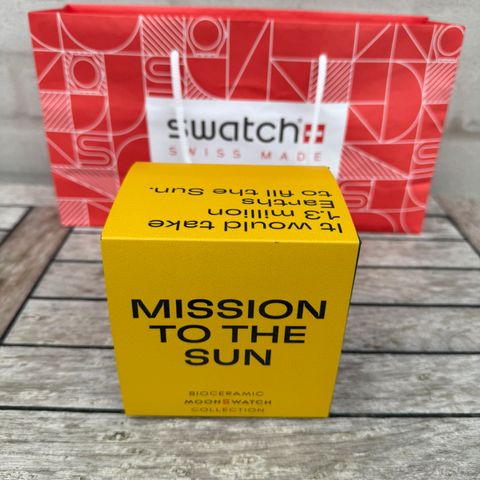 swatch
SWISS MADE
It would take
1.3 million
Earths
to fill the Sun.
MISSION
TO THE
SUN
BIOCERAMIC
MOONSWATCH
COLLECTION